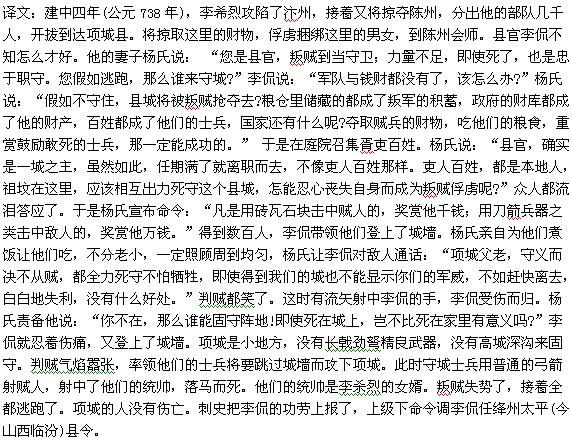 译文：建中四年(公元 738 年)，李希烈攻陷了汴州，接着又将掠夺陈州，分出他的部队几千
人，开拔到达项城县。将掠取这里的财物，俘虏捆绑这里的男女，到陈州会师。县官李侃不
知怎么才好。他的妻子杨氏说： “您是县官，叛贼到当守卫；力量不足，即使死了，也是忠
于职守。您假如逃跑，那么谁来守城？”李侃说：“军队与钱财都没有了，该怎么办?”杨氏
说：“假如不守住，县城将被叛贼抢夺去?粮仓里储藏的都成了叛军的积蓄，政府的财库都成
了他的财产，百姓都成了他们的士兵，国家还有什么呢?夺取贼兵的财物，吃他们的粮食，重
赏鼓励敢死的士兵，那一定能成功的。” 于是在庭院召集胥吏百姓。杨氏说：“县官，确实
是一城之主，虽然如此，任期满了就离职而去，不像吏人百姓那样。吏人百姓，都是本地人，
祖坟在这里，应该相互出力死守这个县城，怎能忍心丧失自身而成为叛贼俘虏呢?”众人都流
泪答应了。于是杨氏宣布命令：“凡是用砖瓦石块击中贼人的，奖赏他千钱；用刀箭兵器之
类击中敌人的，奖赏他万钱。”得到数百人，李侃带领他们登上了城墙。杨氏亲自为他们煮
饭让他们吃，不分老小，一定照顾周到均匀，杨氏让李侃对敌人通话：“项城父老，守义而
决不从贼，都全力死守不怕牺牲，即使得到我们的城也不能显示你们的军威，不如赶快离去，
白白地失利，没有什么好处。”判贼都笑了。这时有流矢射中李侃的手，李侃受伤而归。杨
氏责备他说：“你不在，那么谁能固守阵地!即使死在城上，岂不比死在家里有意义吗?”李
侃就忍着伤痛，又登上了城墙。项城是小地方，没有长戟劲弩精良武器，没有高城深沟来固
守。判贼气焰嚣张，率领他们的士兵将要跳过城墙而攻下项城。此时守城士兵用普通的弓箭
射贼人，射中了他们的统帅，落马而死。他们的统帅是李希烈的女婿。叛贼失势了，接着全
都逃跑了。项城的人没有伤亡。刺史把李侃的功劳上报了，上级下命令调李侃任绛州太平(今
山西临汾)县令。